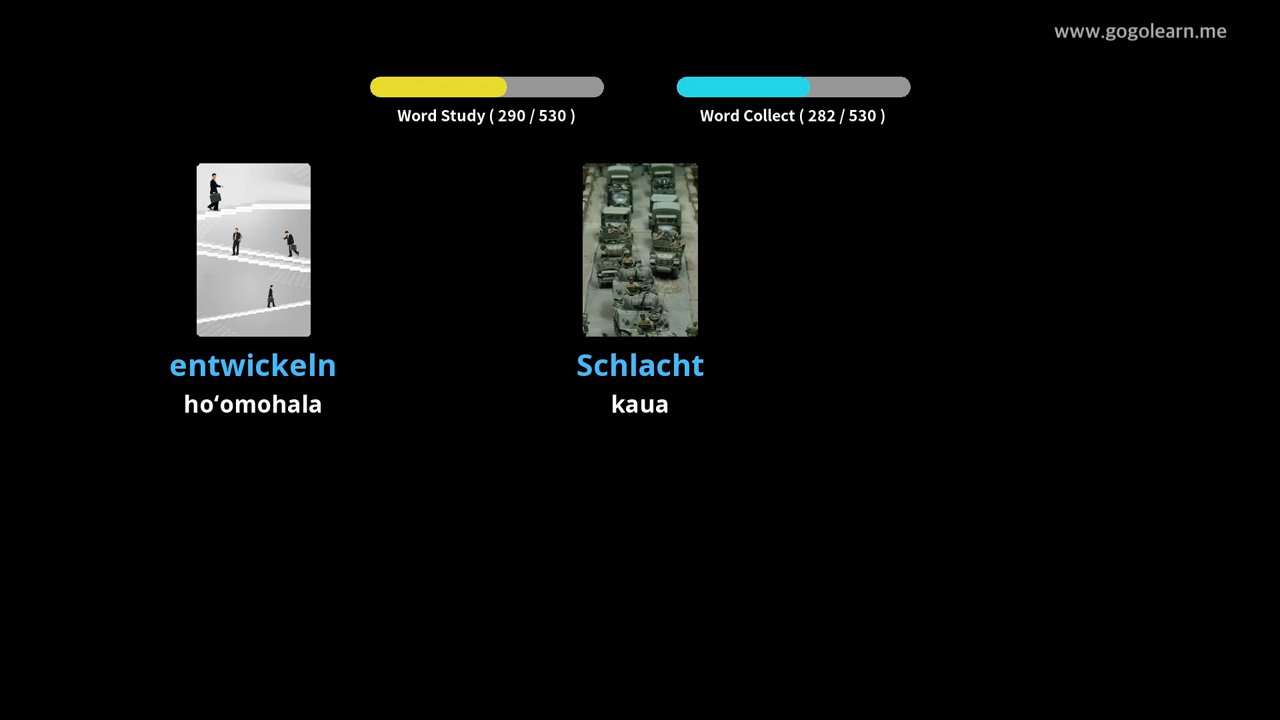 www.gogolearn.me
Word Study ( 290 / 530 )
Word Collect ( 282 / 530 )
entwickeln
hoʻomohala
Schlacht
kaua